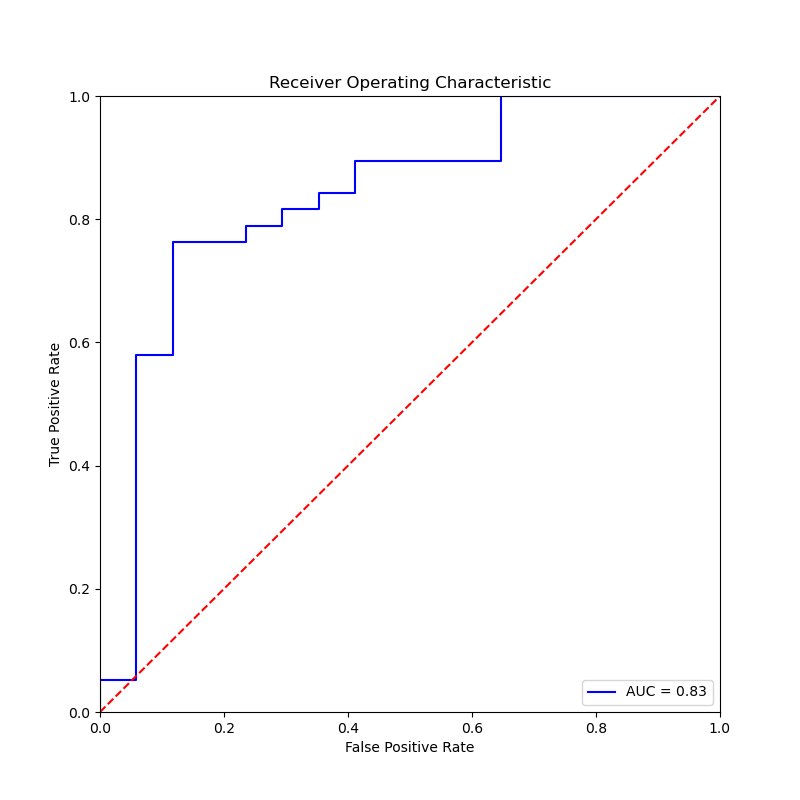 Receiver Operating Characteristic
1.0
0.8
0.6
0.4
0.2
0.0
True Positive Rate
AUC = 0.83
0.0 0.2 0.4 0.6 0.8 1.0
False Positive Rate